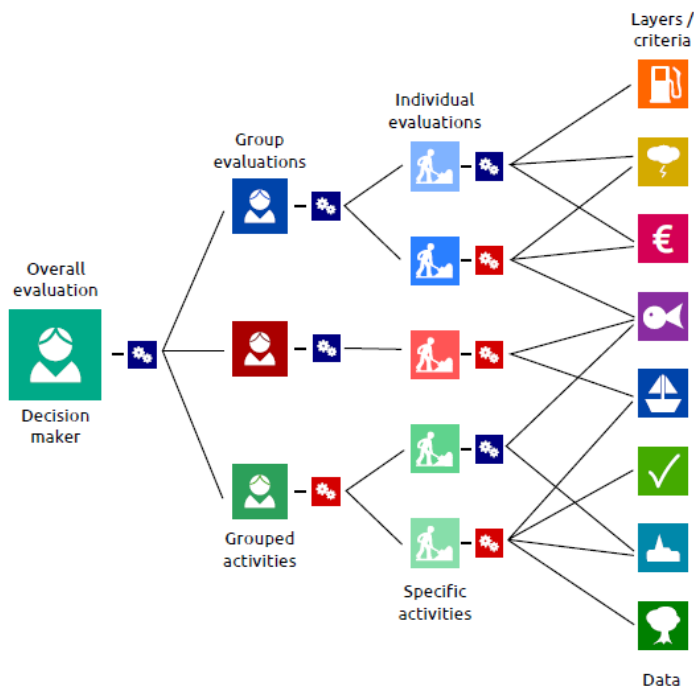 Layers /
criteria
Individual
evaluations
Group
evaluations
Overall
evaluation
€
Decision
maker
Grouped
activities
Specific
activities
Data